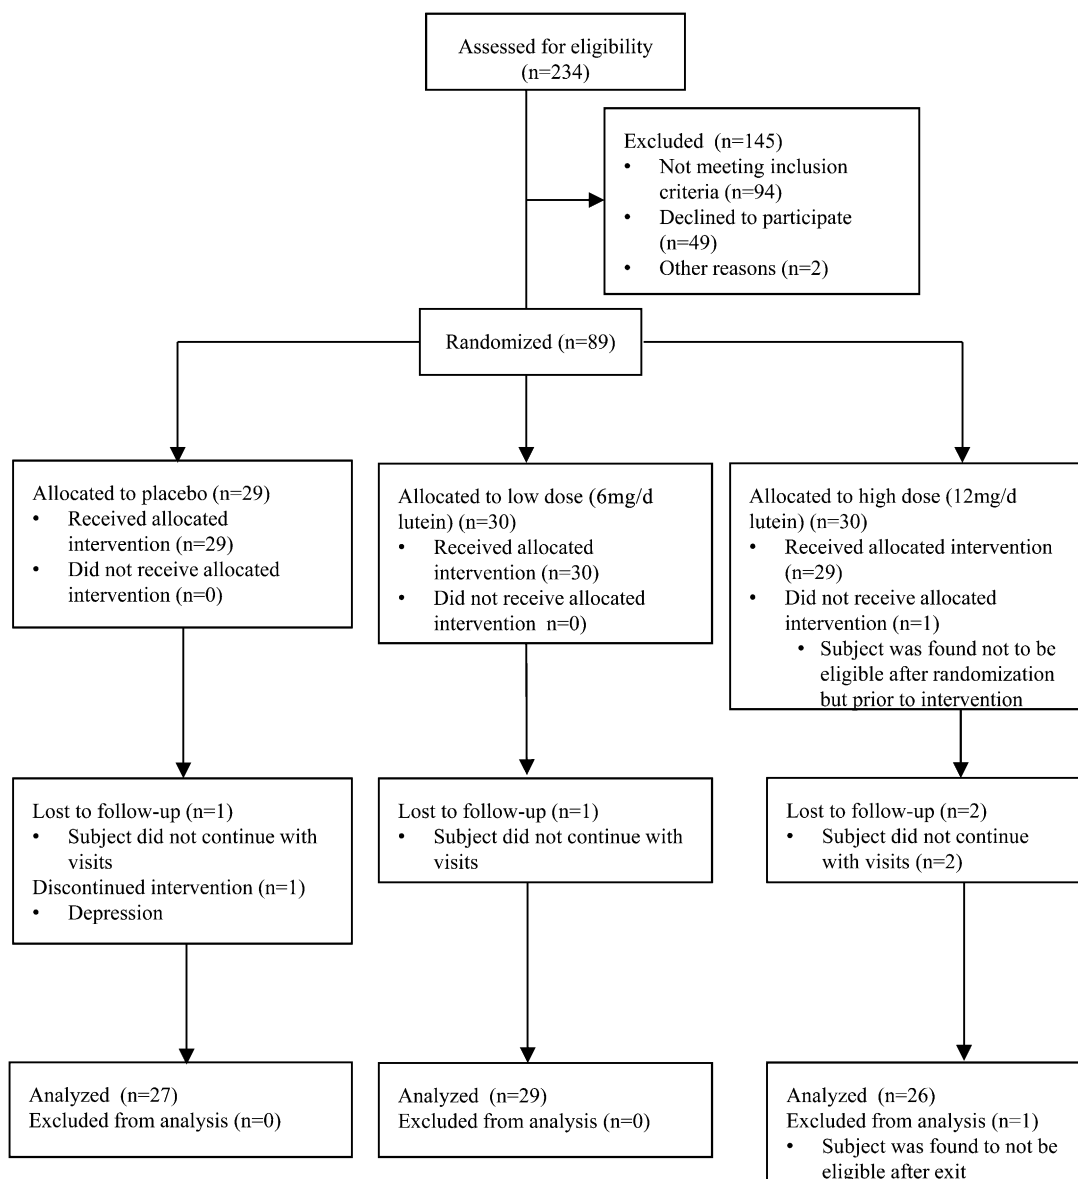 Assessed for eligibility
(n=234)
Excluded  (n=145)
• Not meeting inclusion
criteria (n=94)
• Declined to participate
(n=49)
• Other reasons (n=2)
Randomized (n=89)
Allocated to placebo (n=29)
• Received allocated
intervention (n=29)
• Did not receive allocated
intervention (n=0)
Allocated to low dose (6mg/d
lutein) (n=30)
• Received allocated
intervention (n=30)
• Did not receive allocated
intervention  n=0)
Allocated to high dose (12mg/d
lutein) (n=30)
• Received allocated intervention
(n=29)
• Did not receive allocated
intervention (n=1)
• Subject was found not to be
eligible after randomization
but prior to intervention
Lost to follow-up (n=1)
• Subject did not continue with
visits
Discontinued intervention (n=1)
• Depression
Lost to follow-up (n=1)
• Subject did not continue with
visits
Lost to follow-up (n=2)
• Subject did not continue
with visits (n=2)
Analyzed  (n=27)
Excluded from analysis (n=0)
Analyzed  (n=29)
Excluded from analysis (n=0)
Analyzed  (n=26)
Excluded from analysis (n=1)
• Subject was found to not be
eligible after exit